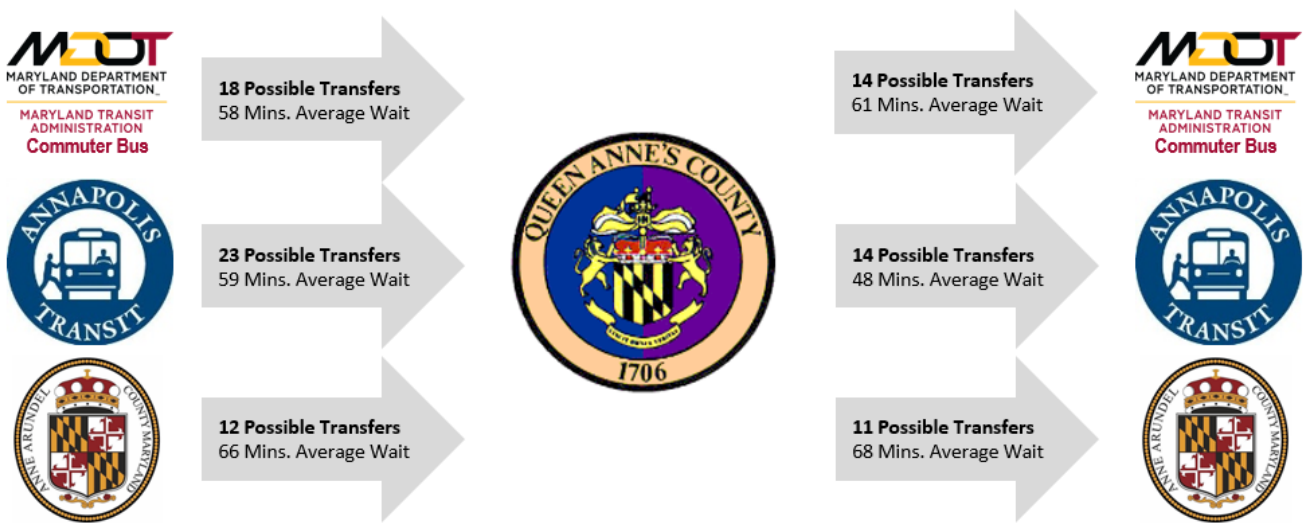 MDOT
MARYLAND DEPARTMENT
OF TRANSPORTATION_
MARYLAND TRANSIT
ADMINISTRATION
Commuter Bus
18 Possible Transfers
58 Mins. Average Wait
14 Possible Transfers
61 Mins. Average Wait
MDOT
MARYLAND DEPARTMENT
OF TRANSPORTATION_
MARYLAND TRANSIT
ADMINISTRATION
Commuter Bus
ANNAPOLIS
TRANSIT
23 Possible Transfers
59 Mins. Average Wait
QUEEN ANNE'S COUNTY
1706
14 Possible Transfers
48 Mins. Average Wait
ANNAPOLIS
TRANSIT
ANNE ARUNDEL
COUNTY MARYLAND
12 Possible Transfers
66 Mins. Average Wait
11 Possible Transfers
68 Mins. Average Wait
ANNE ARUNDEL
COUNTY MARYLAND